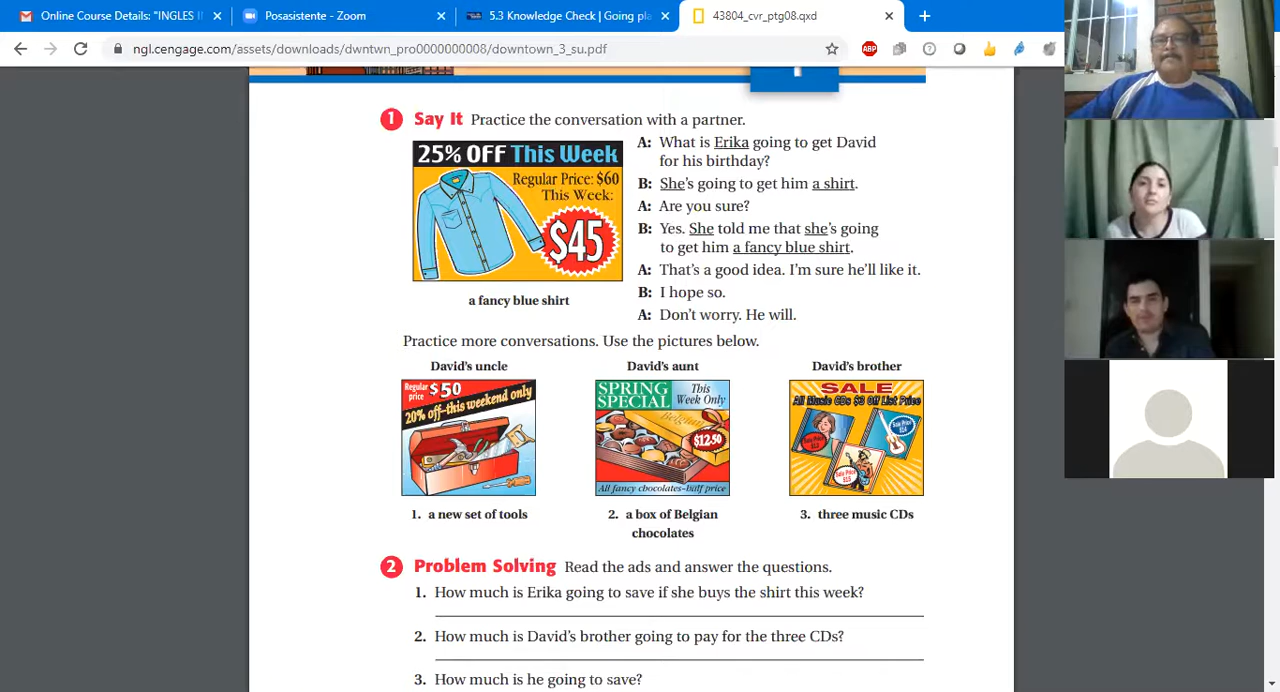 Online Course Details: "INGLES I
Posasistente - Zoom
5.3 Knowledge Check | Going pla
43804_cvr_ptg08.qxd
ngl.cengage.com/assets/downloads/dwntwn_pro0000000008/downtown_3_su.pdf
ABP
1 Say It Practice the conversation with a partner.
25% OFF This Week
Regular Price: $60
This Week:
$45
a fancy blue shirt
A: What is Erika going to get David
for his birthday?
B: She's going to get him a shirt.
A: Are you sure?
B: Yes. She told me that she's going
to get him a fancy blue shirt.
A: That's a good idea. I'm sure he'll like it.
B: I hope so.
A: Don't worry. He will.
Practice more conversations. Use the pictures below.
David's uncle
Regular price $50
20% off–this weekend only
1. a new set of tools
David's aunt
SPRING SPECIAL
This Week Only
Belgian
$12.50
All fancy chocolates–half price
2. a box of Belgian
chocolates
David's brother
SALE
All Music CDs $3 Off List Price
3. three music CDs
2 Problem Solving Read the ads and answer the questions.
1. How much is Erika going to save if she buys the shirt this week?
2. How much is David's brother going to pay for the three CDs?
3. How much is he going to save?